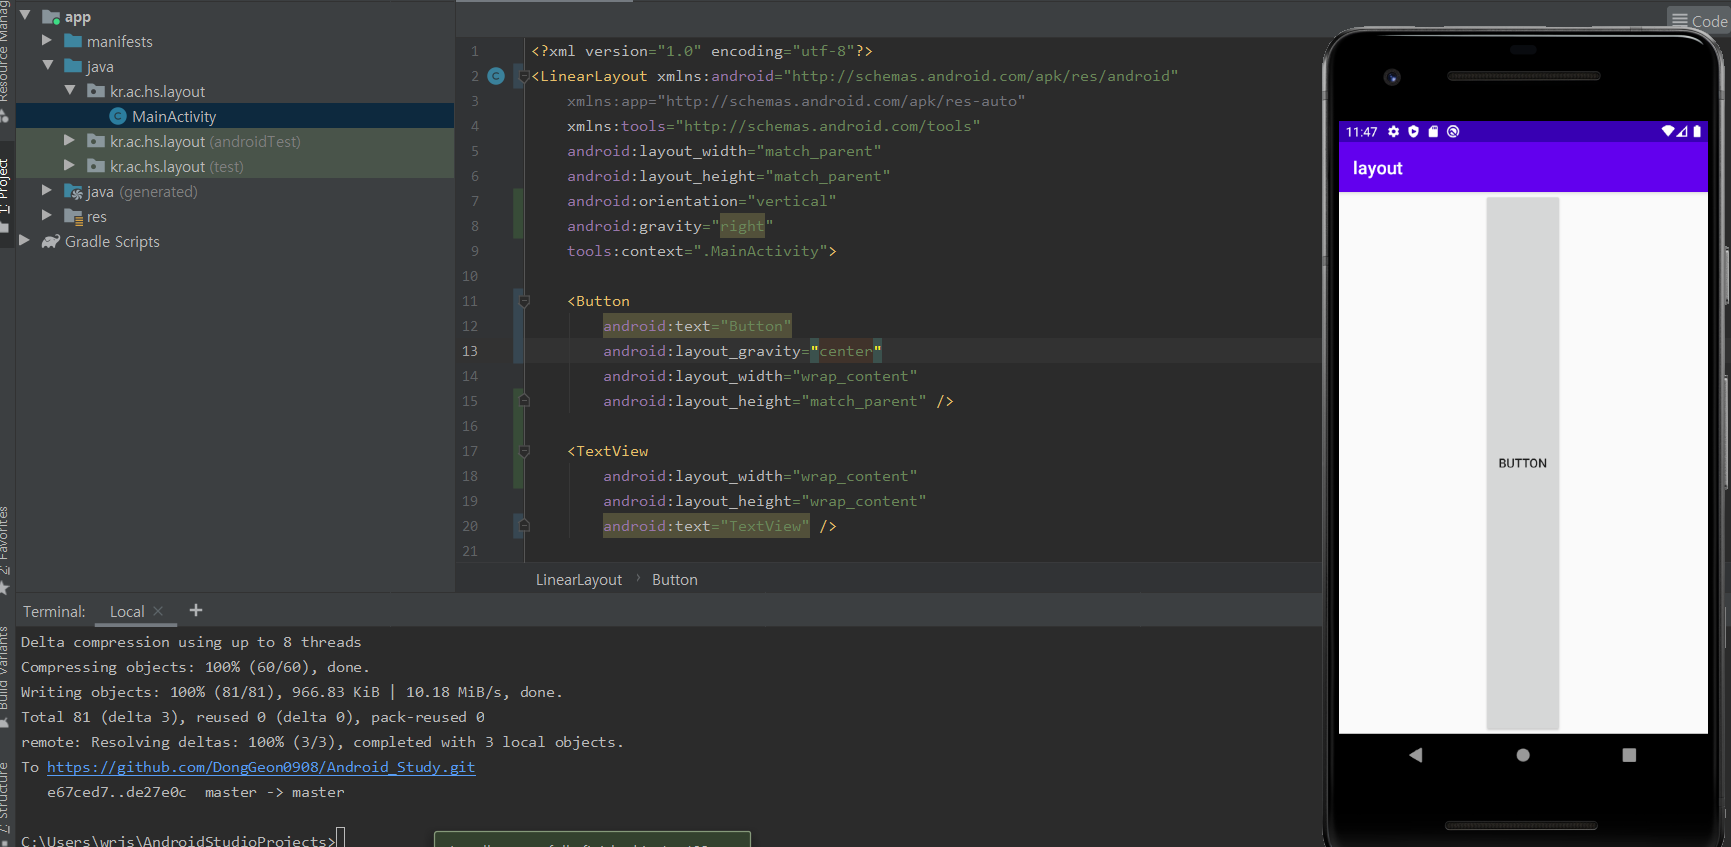 Resource Manag
1: Project
2: Favorites
Build Variants
7: Structure
app
manifests
java
kr.ac.hs.layout
MainActivity
kr.ac.hs.layout (androidTest)
kr.ac.hs.layout (test)
java (generated)
res
Gradle Scripts
Code
1 <?xml version="1.0" encoding="utf-8"?>
2 <LinearLayout xmlns:android="http://schemas.android.com/apk/res/android"
3 xmlns:app="http://schemas.android.com/apk/res-auto"
4 xmlns:tools="http://schemas.android.com/tools"
5 android:layout_width="match_parent"
6 android:layout_height="match_parent"
7 android:orientation="vertical"
8 android:gravity="right"
9 tools:context=".MainActivity">
10
11 <Button
12 android:text="Button"
13 android:layout_gravity="center"
14 android:layout_width="wrap_content"
15 android:layout_height="match_parent" />
16
17 <TextView
18 android:layout_width="wrap_content"
19 android:layout_height="wrap_content"
20 android:text="TextView" />
21
LinearLayout › Button
11:47
layout
BUTTON
Terminal: Local × +
Delta compression using up to 8 threads
Compressing objects: 100% (60/60), done.
Writing objects: 100% (81/81), 966.83 KiB | 10.18 MiB/s, done.
Total 81 (delta 3), reused 0 (delta 0), pack-reused 0
remote: Resolving deltas: 100% (3/3), completed with 3 local objects.
To https://github.com/DongGeon0908/Android_Study.git
e67ced7..de27e0c master -> master
C:\Users\wrjs\AndroidStudioProjects>